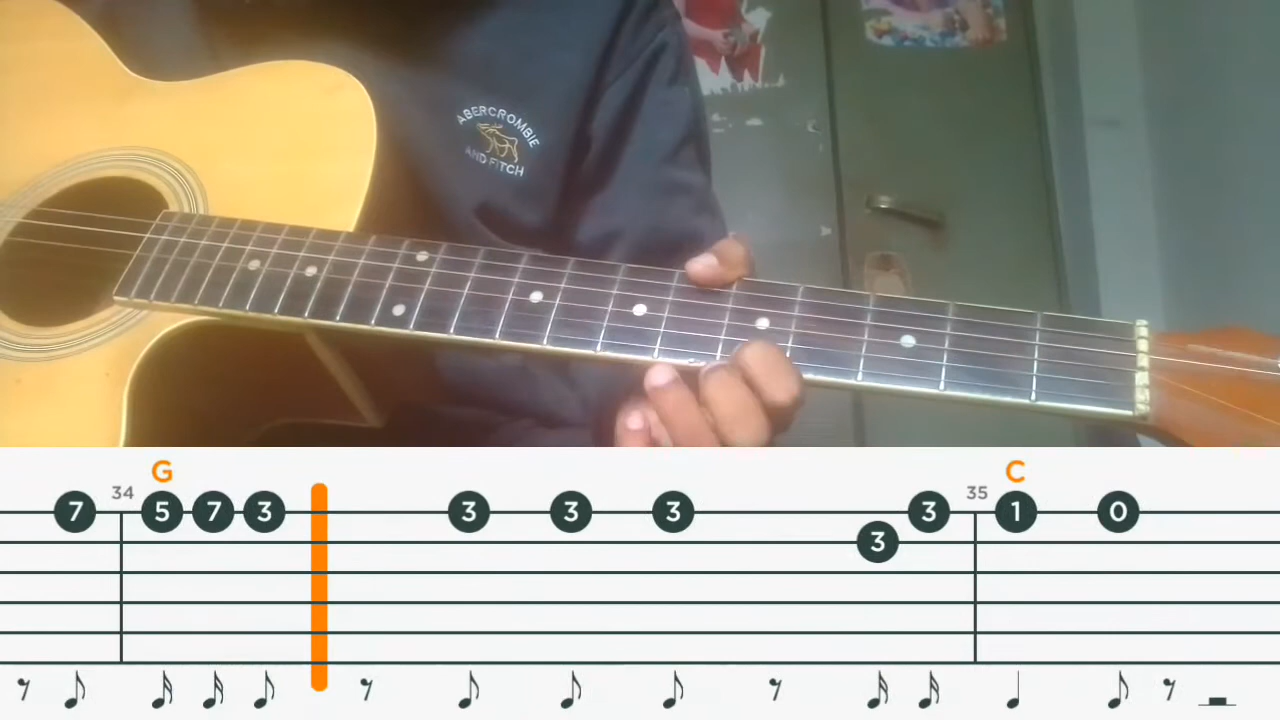 ABERCROMBIE
AND FITCH
G C
34 35
7 5 7 3 3 3 3 3 1 0
3